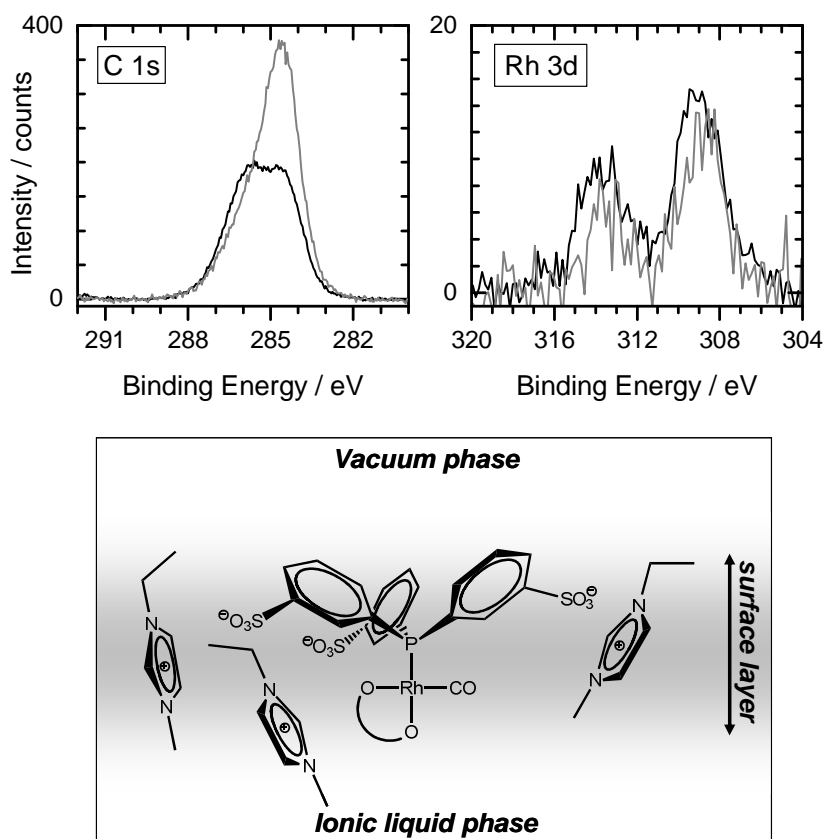 400
C 1s
Intensity / counts
0
291 288 285 282
Binding Energy / eV
20
Rh 3d
0
320 316 312 308 304
Binding Energy / eV
Vacuum phase
surface layer
⊖O3S
⊖O3S
SO3⊖
P
O Rh CO
O
N
⊕
N
N
⊕
N
N
⊕
N
Ionic liquid phase